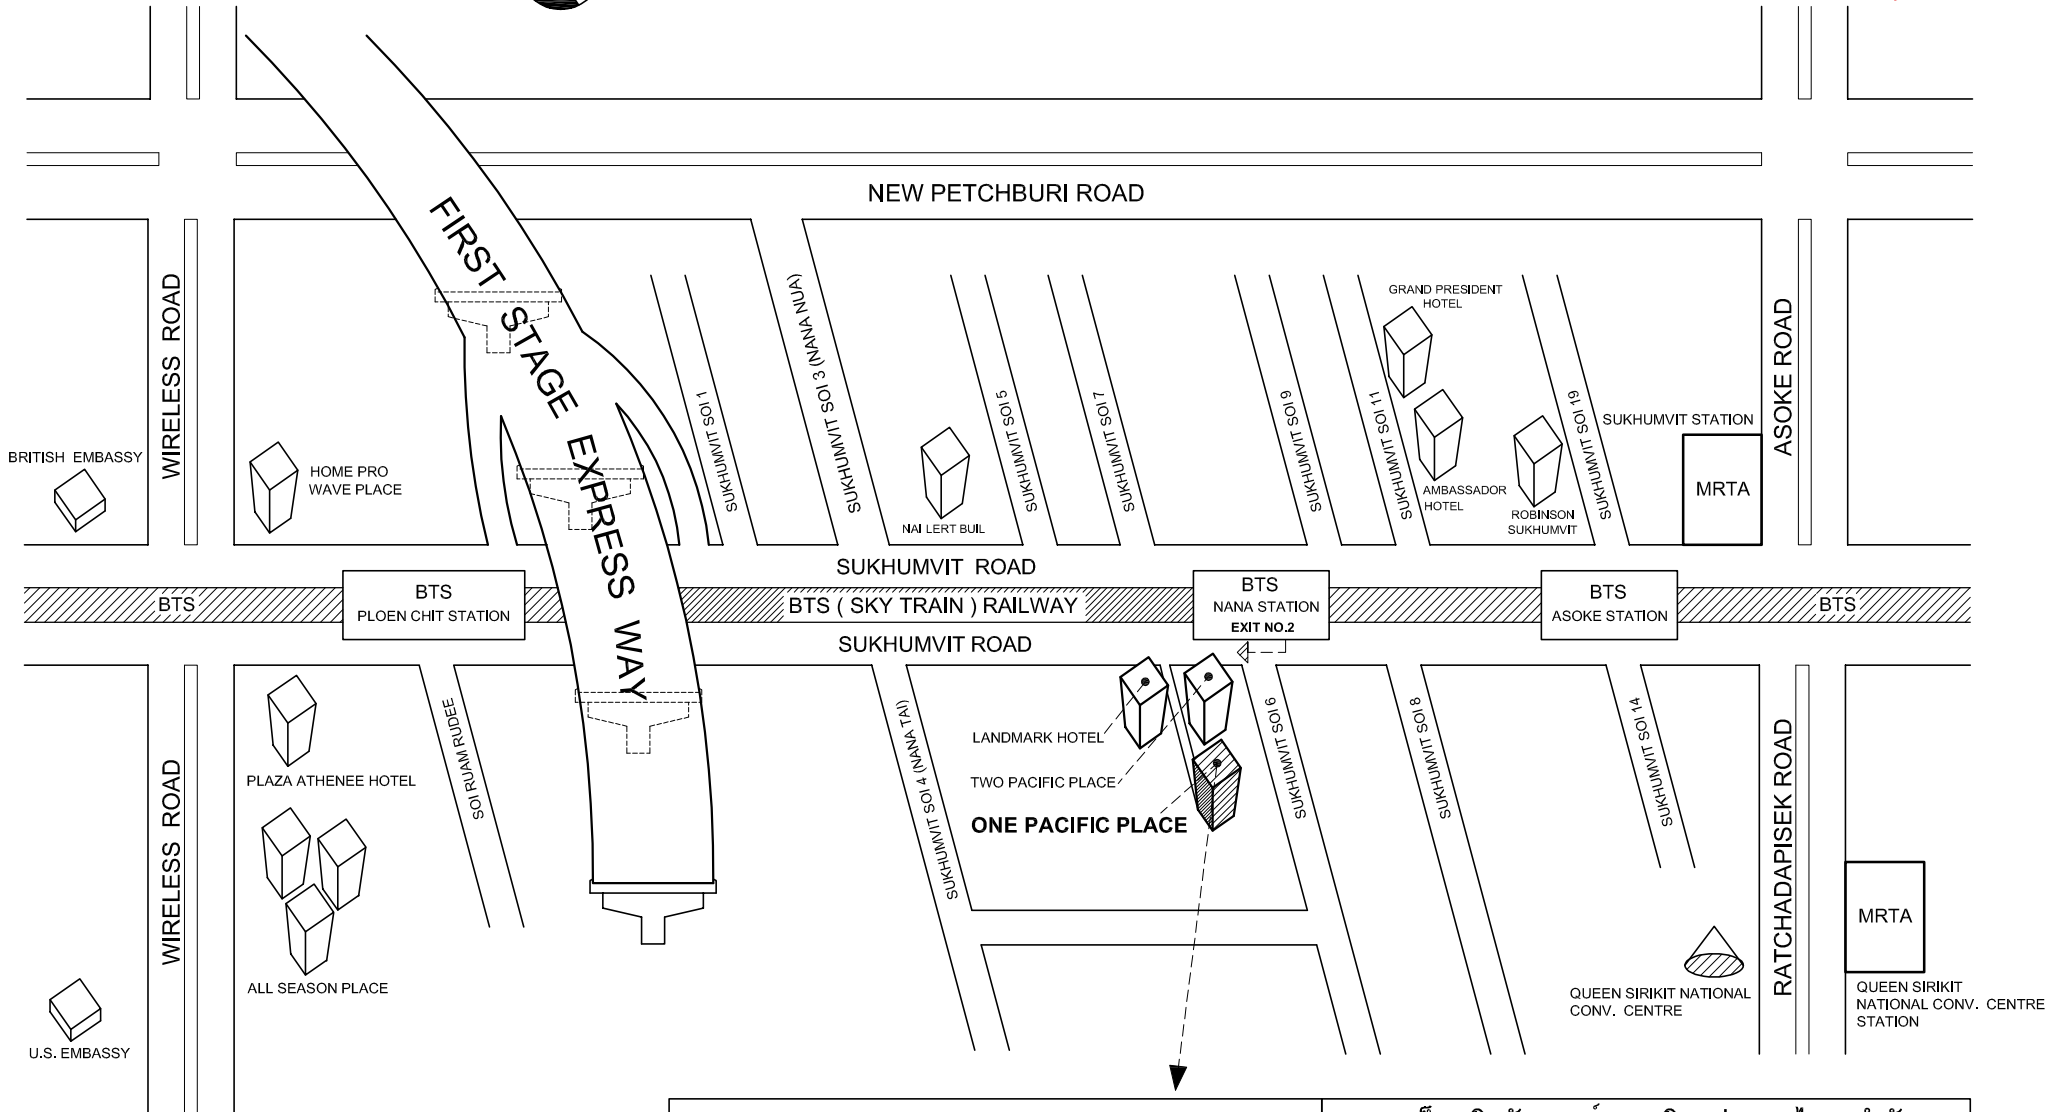 NEW PETCHBURI ROAD
FIRST STAGE EXPRESS WAY
WIRELESS ROAD
SUKHUMVIT SOI 1
SUKHUMVIT SOI 3 (NANA NUA)
SUKHUMVIT SOI 5
SUKHUMVIT SOI 7
SUKHUMVIT SOI 9
SUKHUMVIT SOI 11
SUKHUMVIT SOI 19
ASOKE ROAD
GRAND PRESIDENT
HOTEL
SUKHUMVIT STATION
MRTA
BRITISH EMBASSY
HOME PRO
WAVE PLACE
NAI LERT BUIL
AMBASSADOR
HOTEL
ROBINSON
SUKHUMVIT
SUKHUMVIT ROAD
BTS
BTS
PLOEN CHIT STATION
BTS ( SKY TRAIN ) RAILWAY
BTS
NANA STATION
EXIT NO.2
BTS
ASOKE STATION
BTS
SUKHUMVIT ROAD
WIRELESS ROAD
PLAZA ATHENEE HOTEL
SOI RUAM RUDEE
SUKHUMVIT SOI 4 (NANA TAI)
LANDMARK HOTEL
TWO PACIFIC PLACE
ONE PACIFIC PLACE
SUKHUMVIT SOI 6
SUKHUMVIT SOI 8
SUKHUMVIT SOI 14
RATCHADAPISEK ROAD
MRTA
ALL SEASON PLACE
U.S. EMBASSY
QUEEN SIRIKIT NATIONAL
CONV. CENTRE
QUEEN SIRIKIT
NATIONAL CONV. CENTRE
STATION